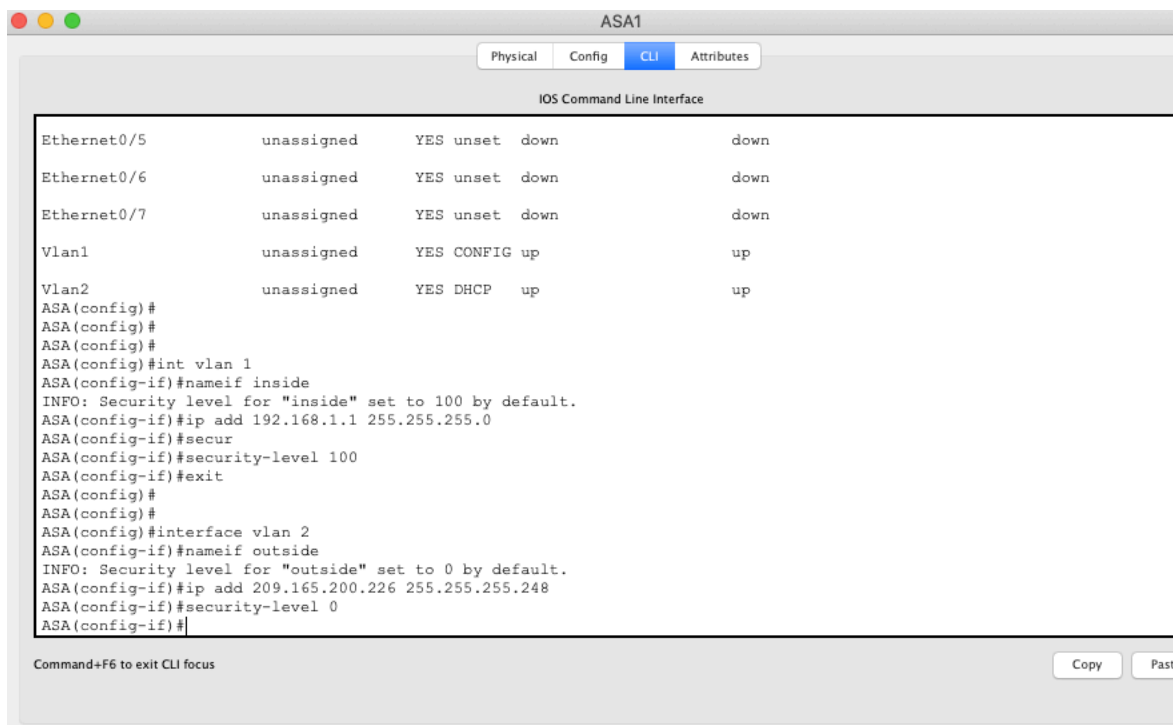 ASA1
Physical Config CLI Attributes
IOS Command Line Interface
Ethernet0/5 unassigned YES unset down down
Ethernet0/6 unassigned YES unset down down
Ethernet0/7 unassigned YES unset down down
Vlan1 unassigned YES CONFIG up up
Vlan2 unassigned YES DHCP up up
ASA(config)#
ASA(config)#
ASA(config)#
ASA(config)#int vlan 1
ASA(config-if)#nameif inside
INFO: Security level for "inside" set to 100 by default.
ASA(config-if)#ip add 192.168.1.1 255.255.255.0
ASA(config-if)#secur
ASA(config-if)#security-level 100
ASA(config-if)#exit
ASA(config)#
ASA(config)#
ASA(config)#interface vlan 2
ASA(config-if)#nameif outside
INFO: Security level for "outside" set to 0 by default.
ASA(config-if)#ip add 209.165.200.226 255.255.255.248
ASA(config-if)#security-level 0
ASA(config-if)#
Command+F6 to exit CLI focus Copy Past